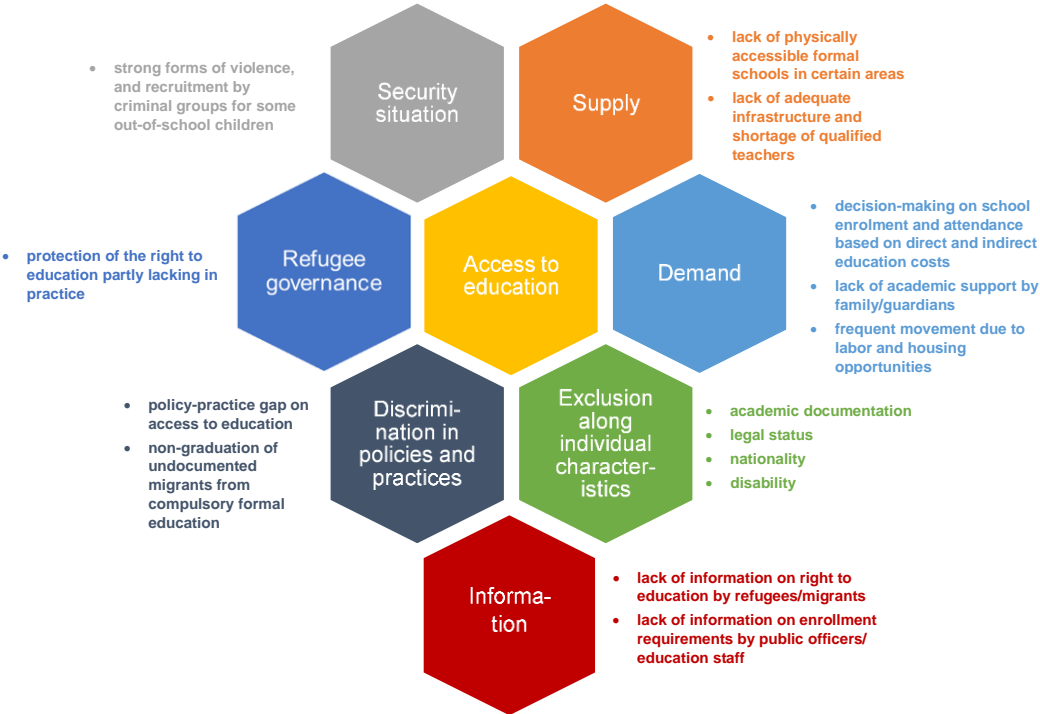 • strong forms of violence,
and recruitment by
criminal groups for some
out-of-school children
Security
situation
Supply
• lack of physically
accessible formal
schools in certain areas
• lack of adequate
infrastructure and
shortage of qualified
teachers
• protection of the right to
education partly lacking in
practice
Refugee
governance
Access to
education
Demand
• decision-making on school
enrolment and attendance
based on direct and indirect
education costs
• lack of academic support by
family/guardians
• frequent movement due to
labor and housing
opportunities
• policy-practice gap on
access to education
• non-graduation of
undocumented
migrants from
compulsory formal
education
Discrimi-
nation in
policies and
practices
Exclusion
along
individual
character-
istics
• academic documentation
• legal status
• nationality
• disability
Informa-
tion
• lack of information on right to
education by refugees/migrants
• lack of information on enrollment
requirements by public officers/
education staff